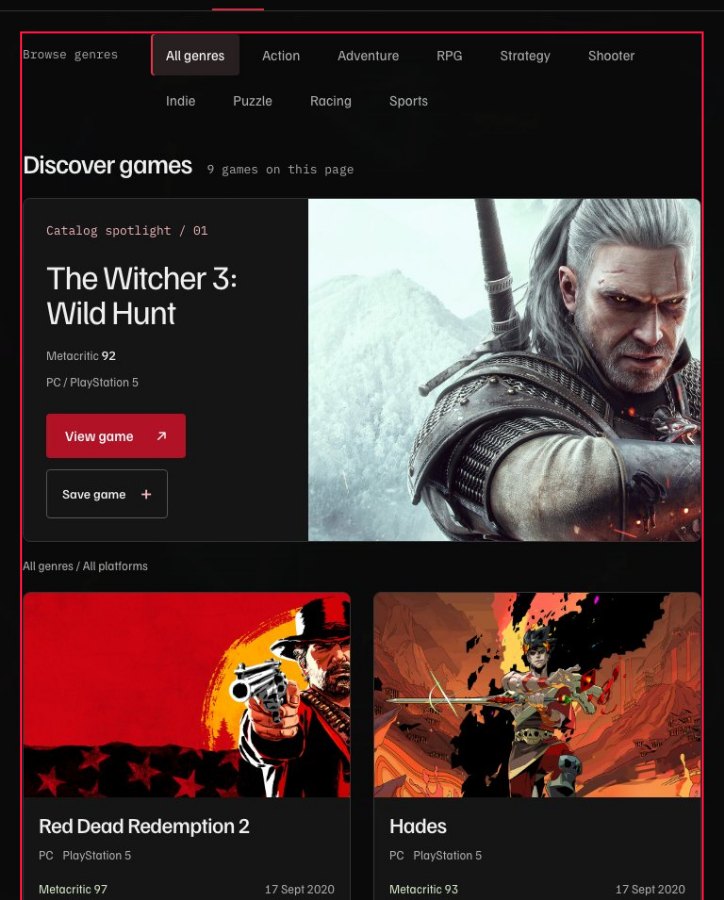 Browse genres
All genres Action Adventure RPG Strategy Shooter
Indie Puzzle Racing Sports
Discover games 9 games on this page
Catalog spotlight / 01
The Witcher 3:
Wild Hunt
Metacritic 92
PC / PlayStation 5
View game
Save game +
All genres / All platforms
Red Dead Redemption 2
PC PlayStation 5
Metacritic 97 17 Sept 2020
Hades
PC PlayStation 5
Metacritic 93 17 Sept 2020